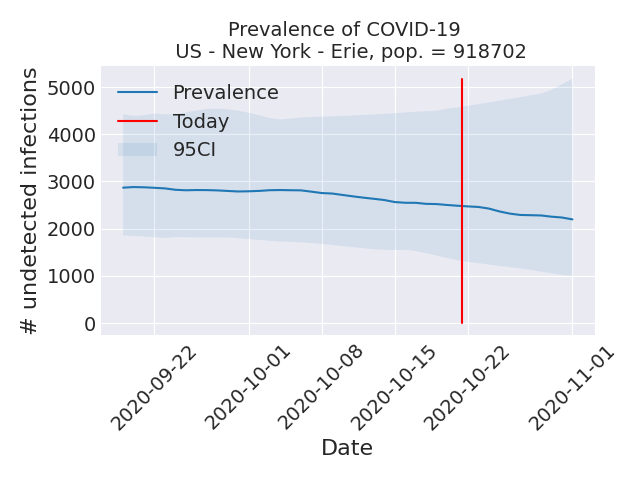 Prevalence of COVID-19
US - New York - Erie, pop. = 918702
# undetected infections
5000
4000
3000
2000
1000
0
Prevalence
Today
95CI
2020-09-22
2020-10-01
2020-10-08
2020-10-15
2020-10-22
2020-11-01
Date